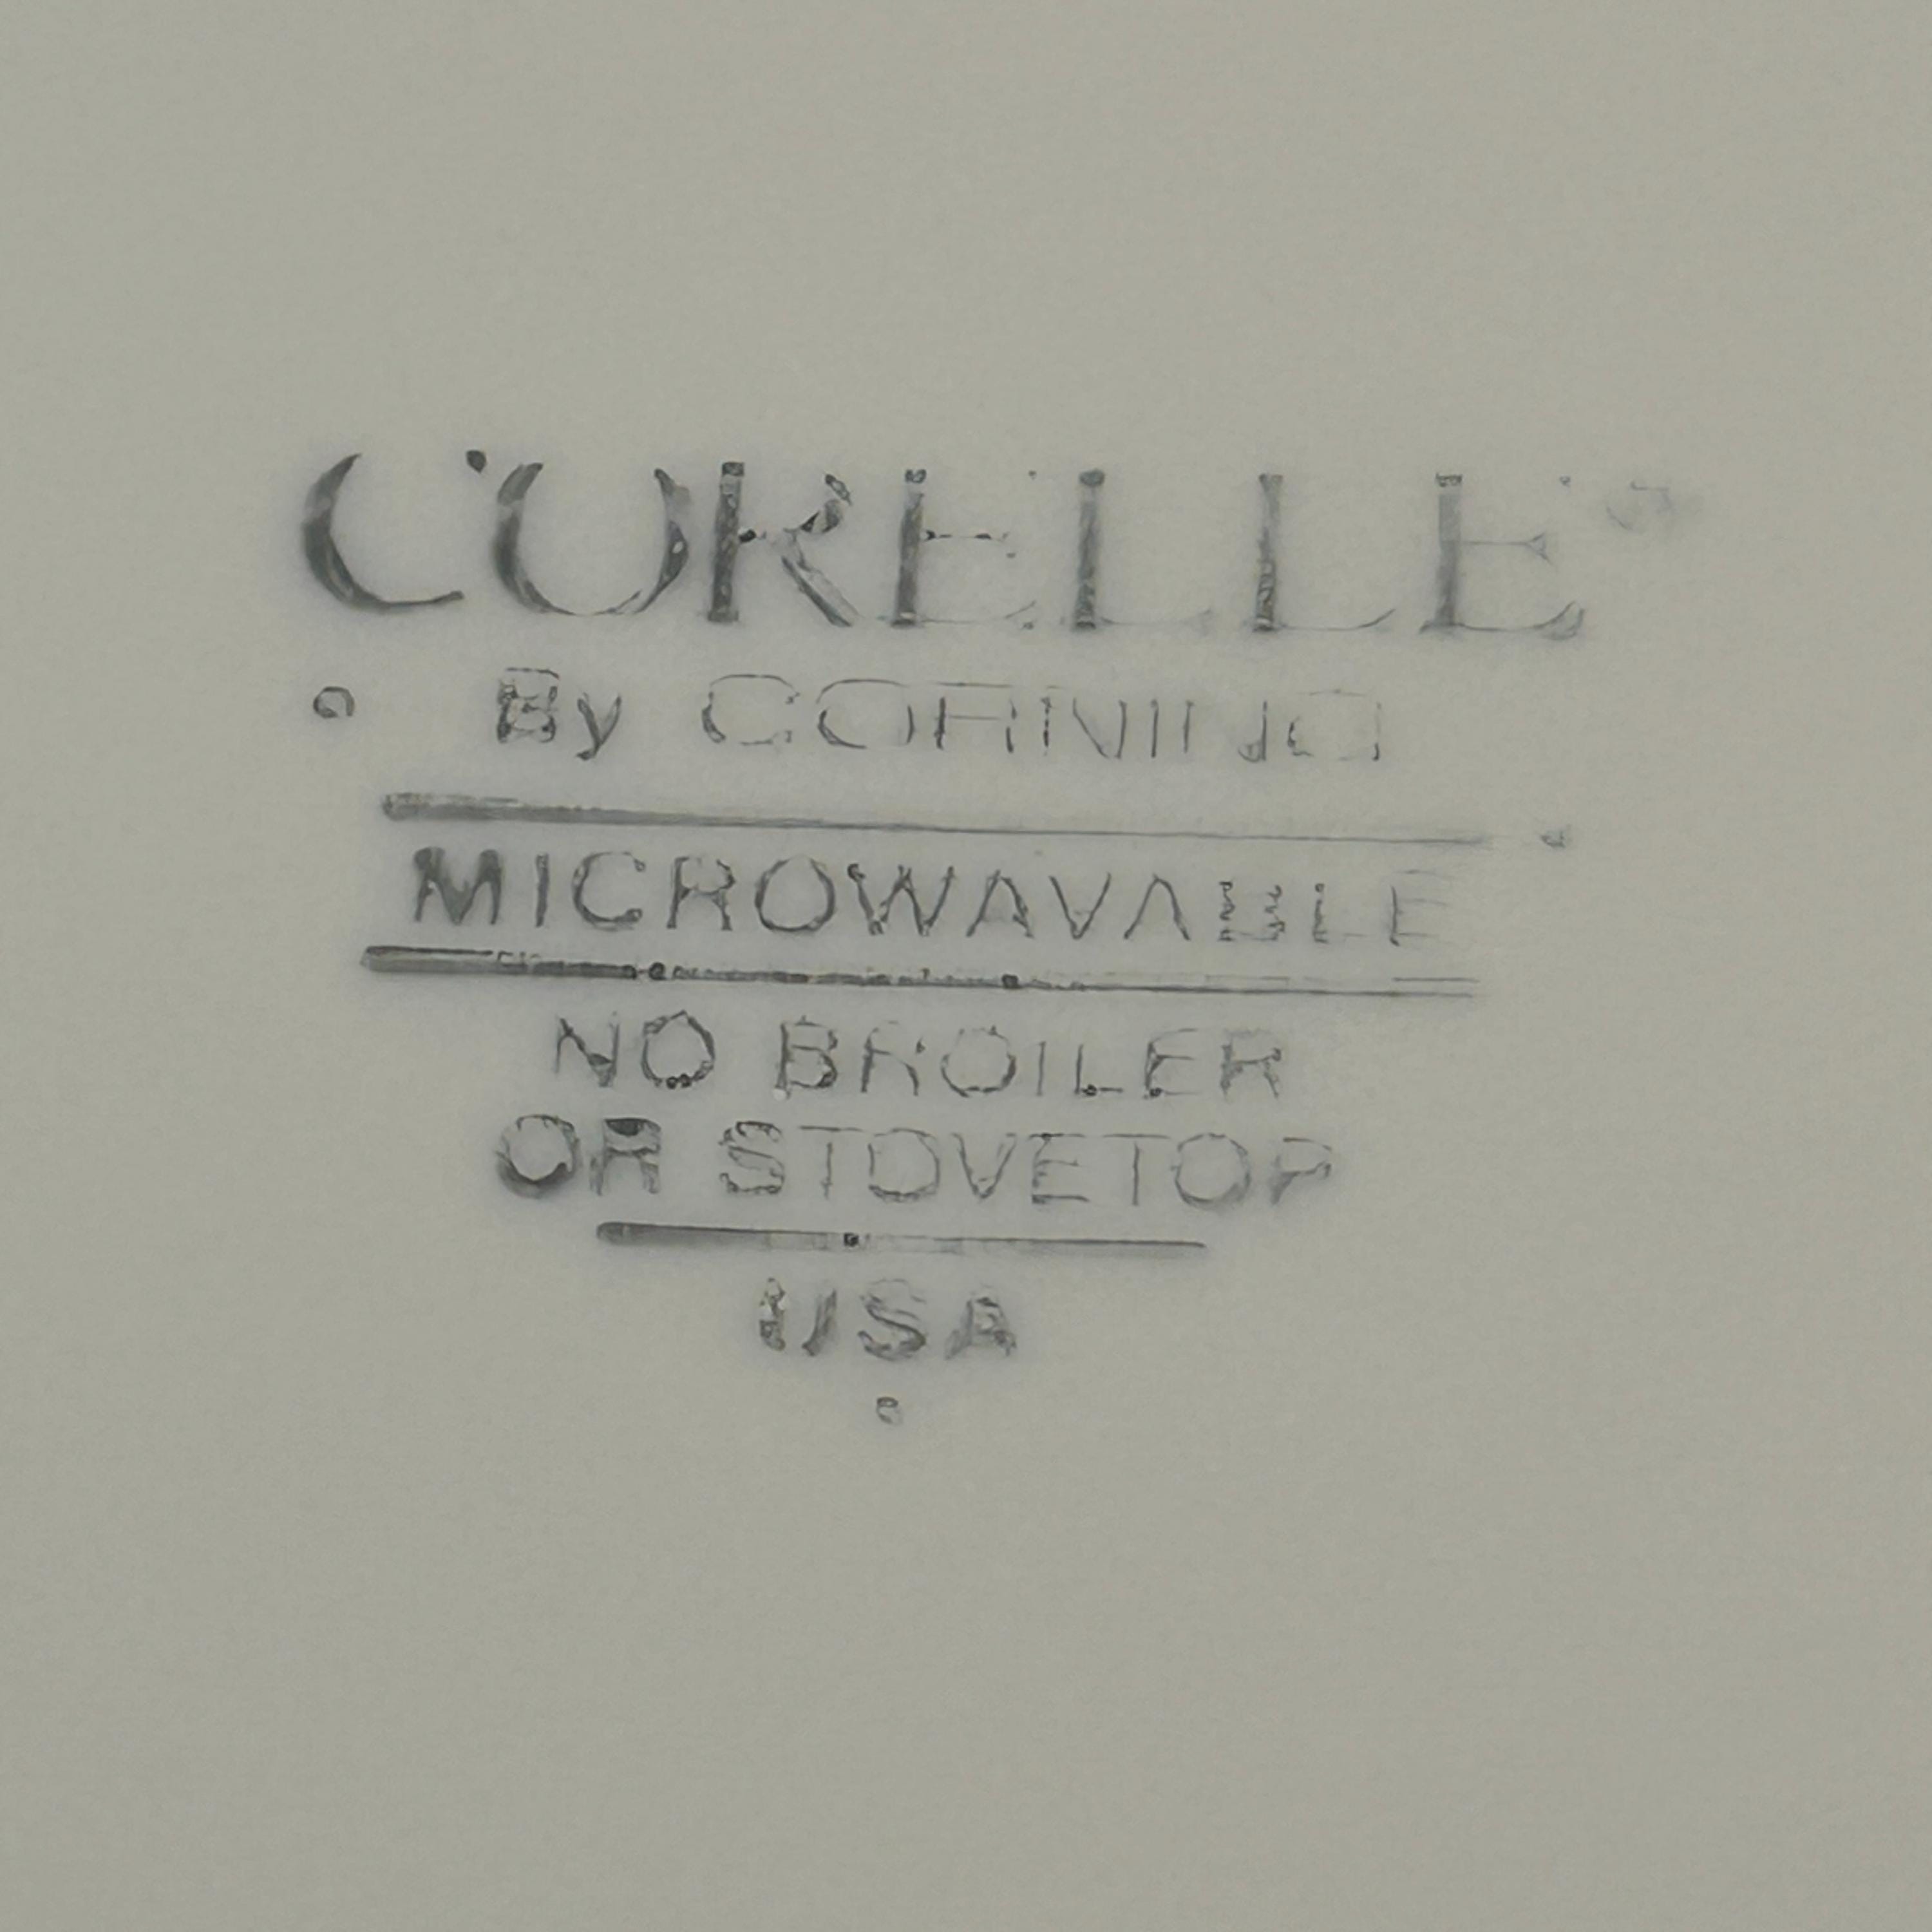 CORELLE®
By CORNING
MICROWAVABLE
NO BROILER
OR STOVETOP
USA